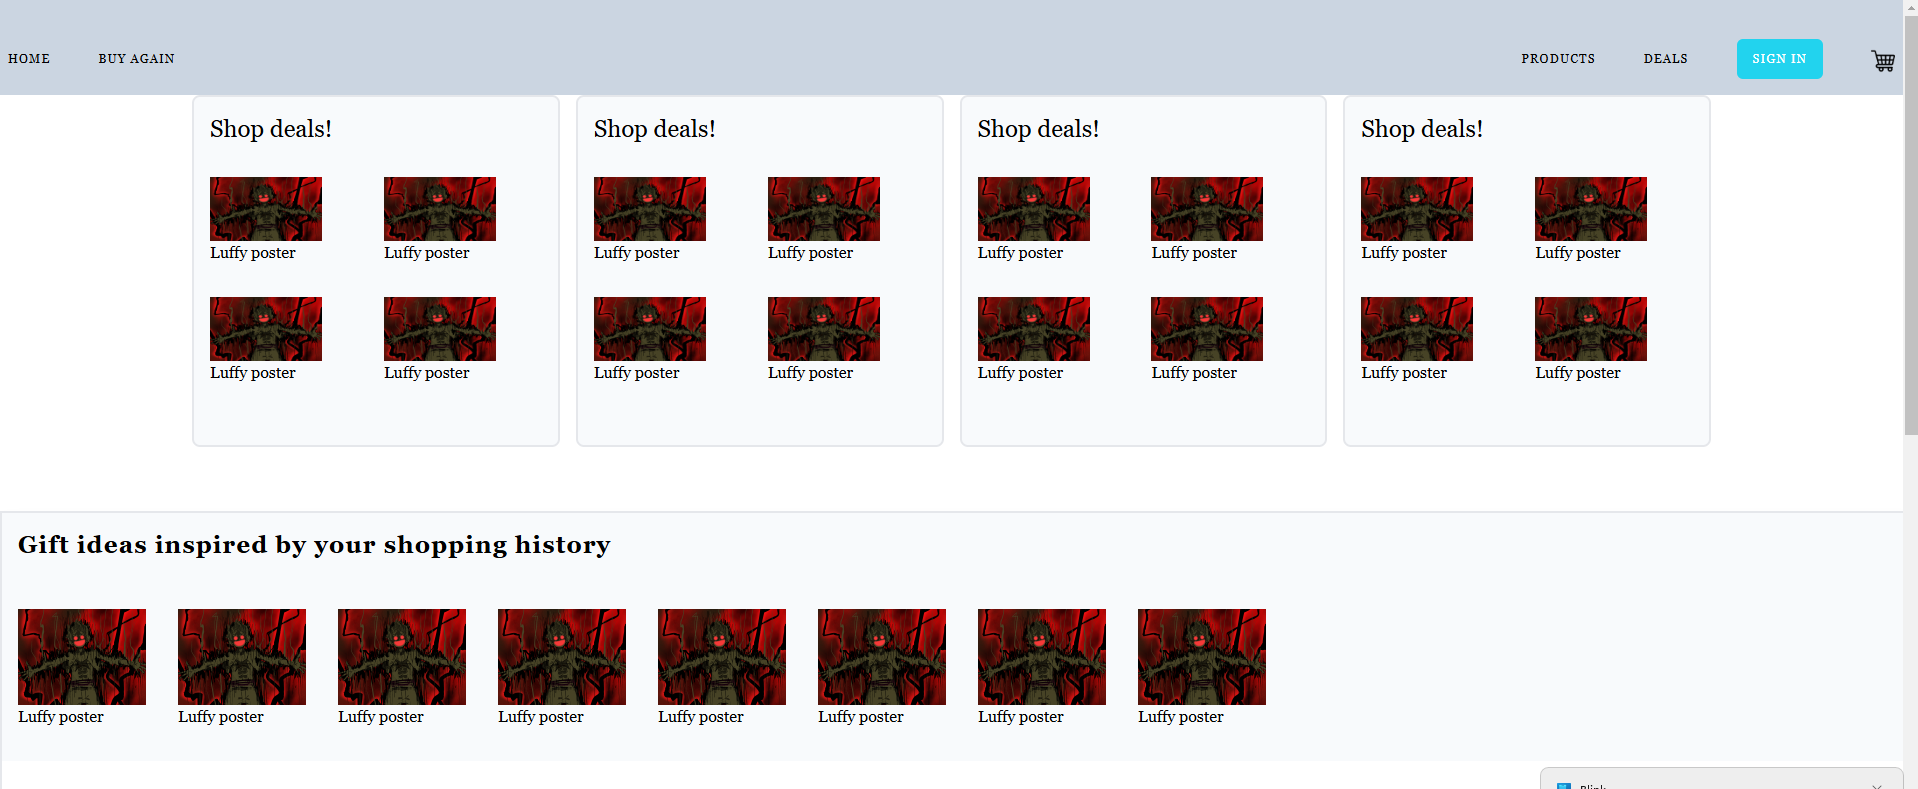 HOME BUY AGAIN PRODUCTS DEALS SIGN IN
Shop deals! Shop deals! Shop deals! Shop deals!
Luffy poster Luffy poster Luffy poster Luffy poster Luffy poster Luffy poster Luffy poster Luffy poster
Luffy poster Luffy poster Luffy poster Luffy poster Luffy poster Luffy poster Luffy poster Luffy poster
Gift ideas inspired by your shopping history
Luffy poster Luffy poster Luffy poster Luffy poster Luffy poster Luffy poster Luffy poster Luffy poster